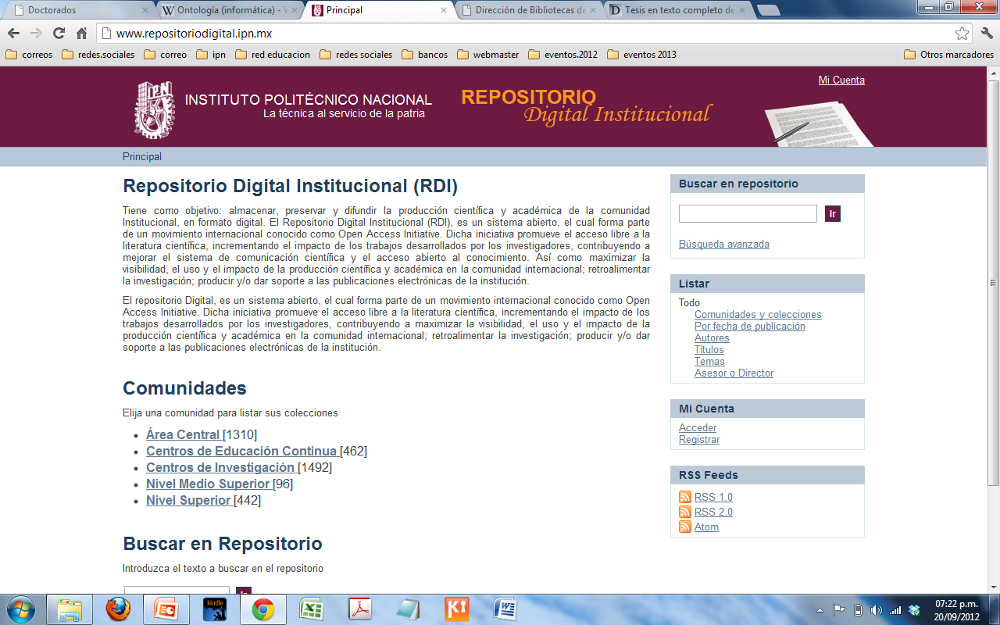 Doctorados
Ontología (informática) - W
Principal
Dirección de Bibliotecas de
Tesis en texto completo de
www.repositoriodigital.ipn.mx
correos
redes.sociales
correo
ipn
red educacion
redes sociales
bancos
webmaster
eventos.2012
eventos 2013
Otros marcadores
Mi Cuenta
IPN
INSTITUTO POLITÉCNICO NACIONAL
La técnica al servicio de la patria
REPOSITORIO
Digital Institucional
Principal
Repositorio Digital Institucional (RDI)
Tiene como objetivo: almacenar, preservar y difundir la producción científica y académica de la comunidad
Institucional, en formato digital. El Repositorio Digital Institucional (RDI), es un sistema abierto, el cual forma parte
de un movimiento internacional conocido como Open Access Initiative. Dicha iniciativa promueve el acceso libre a la
literatura científica, incrementando el impacto de los trabajos desarrollados por los investigadores, contribuyendo a
mejorar el sistema de comunicación científica y el acceso abierto al conocimiento. Así como maximizar la
visibilidad, el uso y el impacto de la producción científica y académica en la comunidad internacional; retroalimentar
la investigación; producir y/o dar soporte a las publicaciones electrónicas de la institución.
El repositorio Digital, es un sistema abierto, el cual forma parte de un movimiento internacional conocido como Open
Access Initiative. Dicha iniciativa promueve el acceso libre a la literatura científica, incrementando el impacto de los
trabajos desarrollados por los investigadores, contribuyendo a maximizar la visibilidad, el uso y el impacto de la
producción científica y académica en la comunidad internacional; retroalimentar la investigación; producir y/o dar
soporte a las publicaciones electrónicas de la institución.
Comunidades
Elija una comunidad para listar sus colecciones
Área Central [1310]
Centros de Educación Continua [462]
Centros de Investigación [1492]
Nivel Medio Superior [96]
Nivel Superior [442]
Buscar en Repositorio
Introduzca el texto a buscar en el repositorio
Ir
Buscar en repositorio
Ir
Búsqueda avanzada
Listar
Todo
Comunidades y colecciones
Por fecha de publicación
Autores
Títulos
Temas
Asesor o Director
Mi Cuenta
Acceder
Registrar
RSS Feeds
RSS 1.0
RSS 2.0
Atom
kindle
07:22 p.m.
20/09/2012